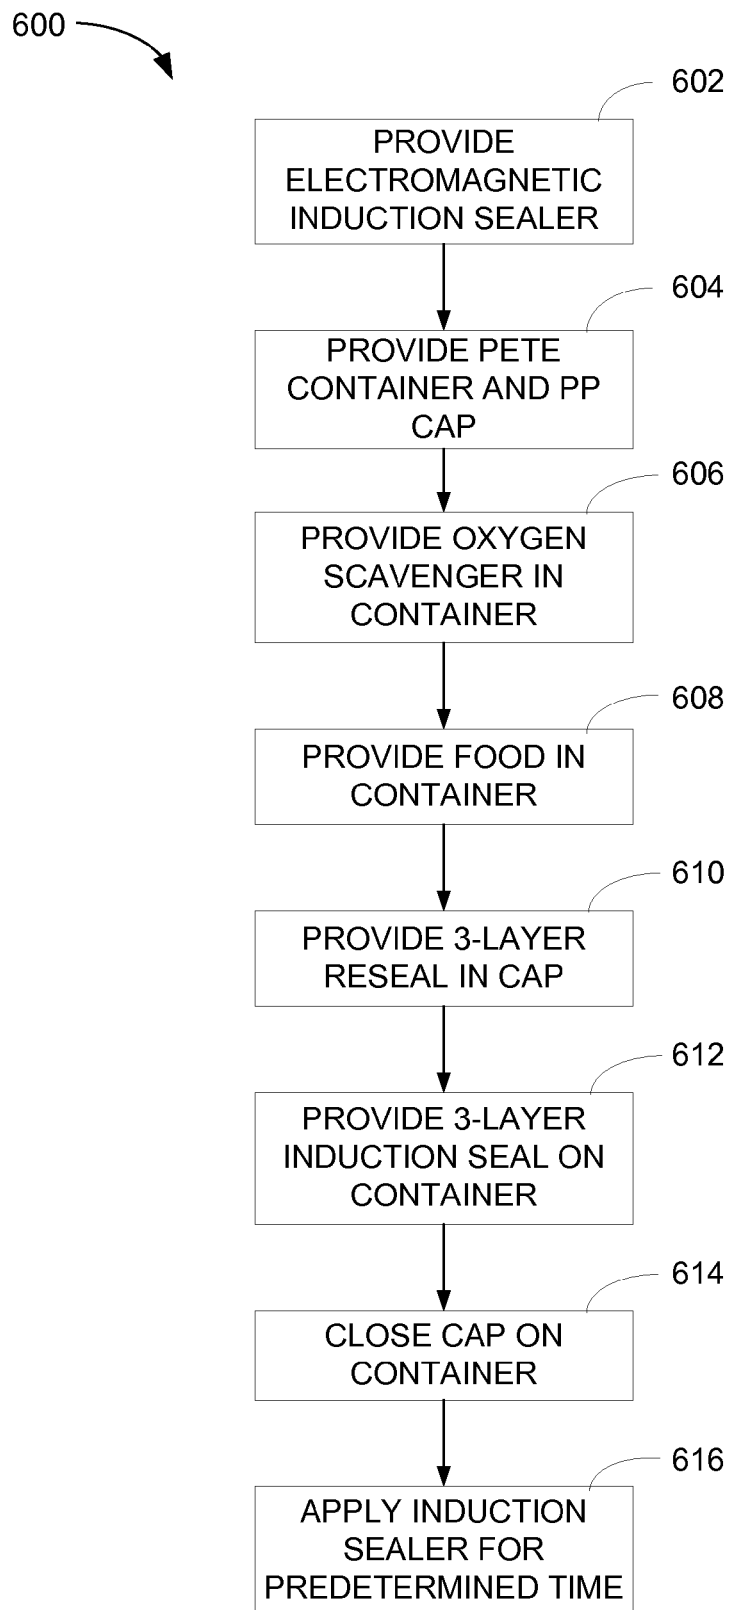 600
602
PROVIDE
ELECTROMAGNETIC
INDUCTION SEALER
604
PROVIDE PETE
CONTAINER AND PP
CAP
606
PROVIDE OXYGEN
SCAVENGER IN
CONTAINER
608
PROVIDE FOOD IN
CONTAINER
610
PROVIDE 3-LAYER
RESEAL IN CAP
612
PROVIDE 3-LAYER
INDUCTION SEAL ON
CONTAINER
614
CLOSE CAP ON
CONTAINER
616
APPLY INDUCTION
SEALER FOR
PREDETERMINED TIME